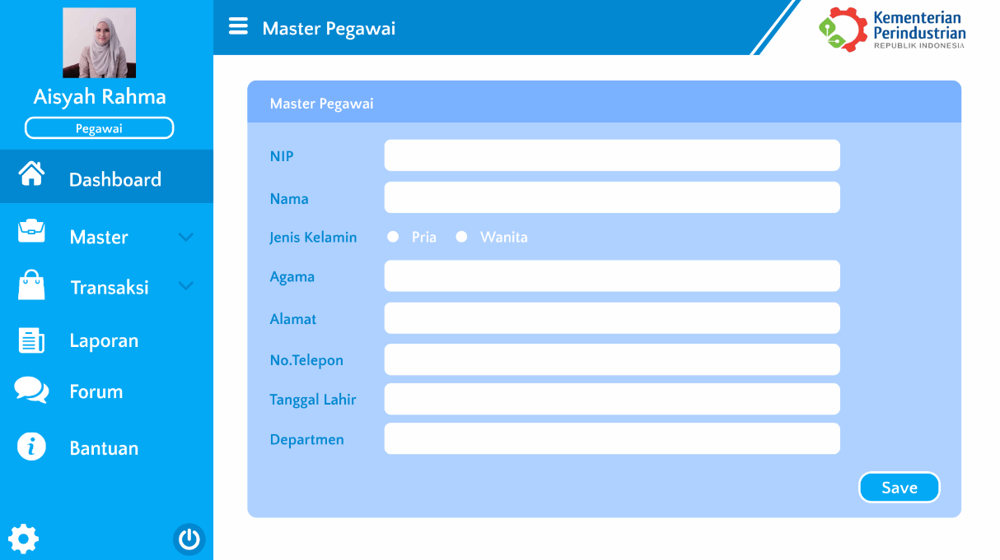 Aisyah Rahma
Pegawai
Dashboard
Master
Transaksi
Laporan
Forum
Bantuan
Master Pegawai
Kementerian
Perindustrian
REPUBLIK INDONESIA
Master Pegawai
NIP
Nama
Jenis Kelamin Pria Wanita
Agama
Alamat
No.Telepon
Tanggal Lahir
Departmen
Save